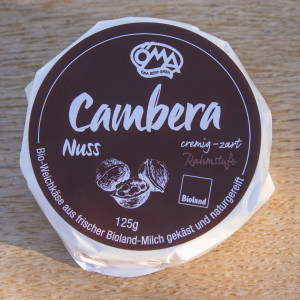 ÖMA
Cambera
Nuss
cremig-zart
Rahmstufe
Bioland
125g
Bio-Weichkäse aus frischer Bioland-Milch gekäst und naturgereift